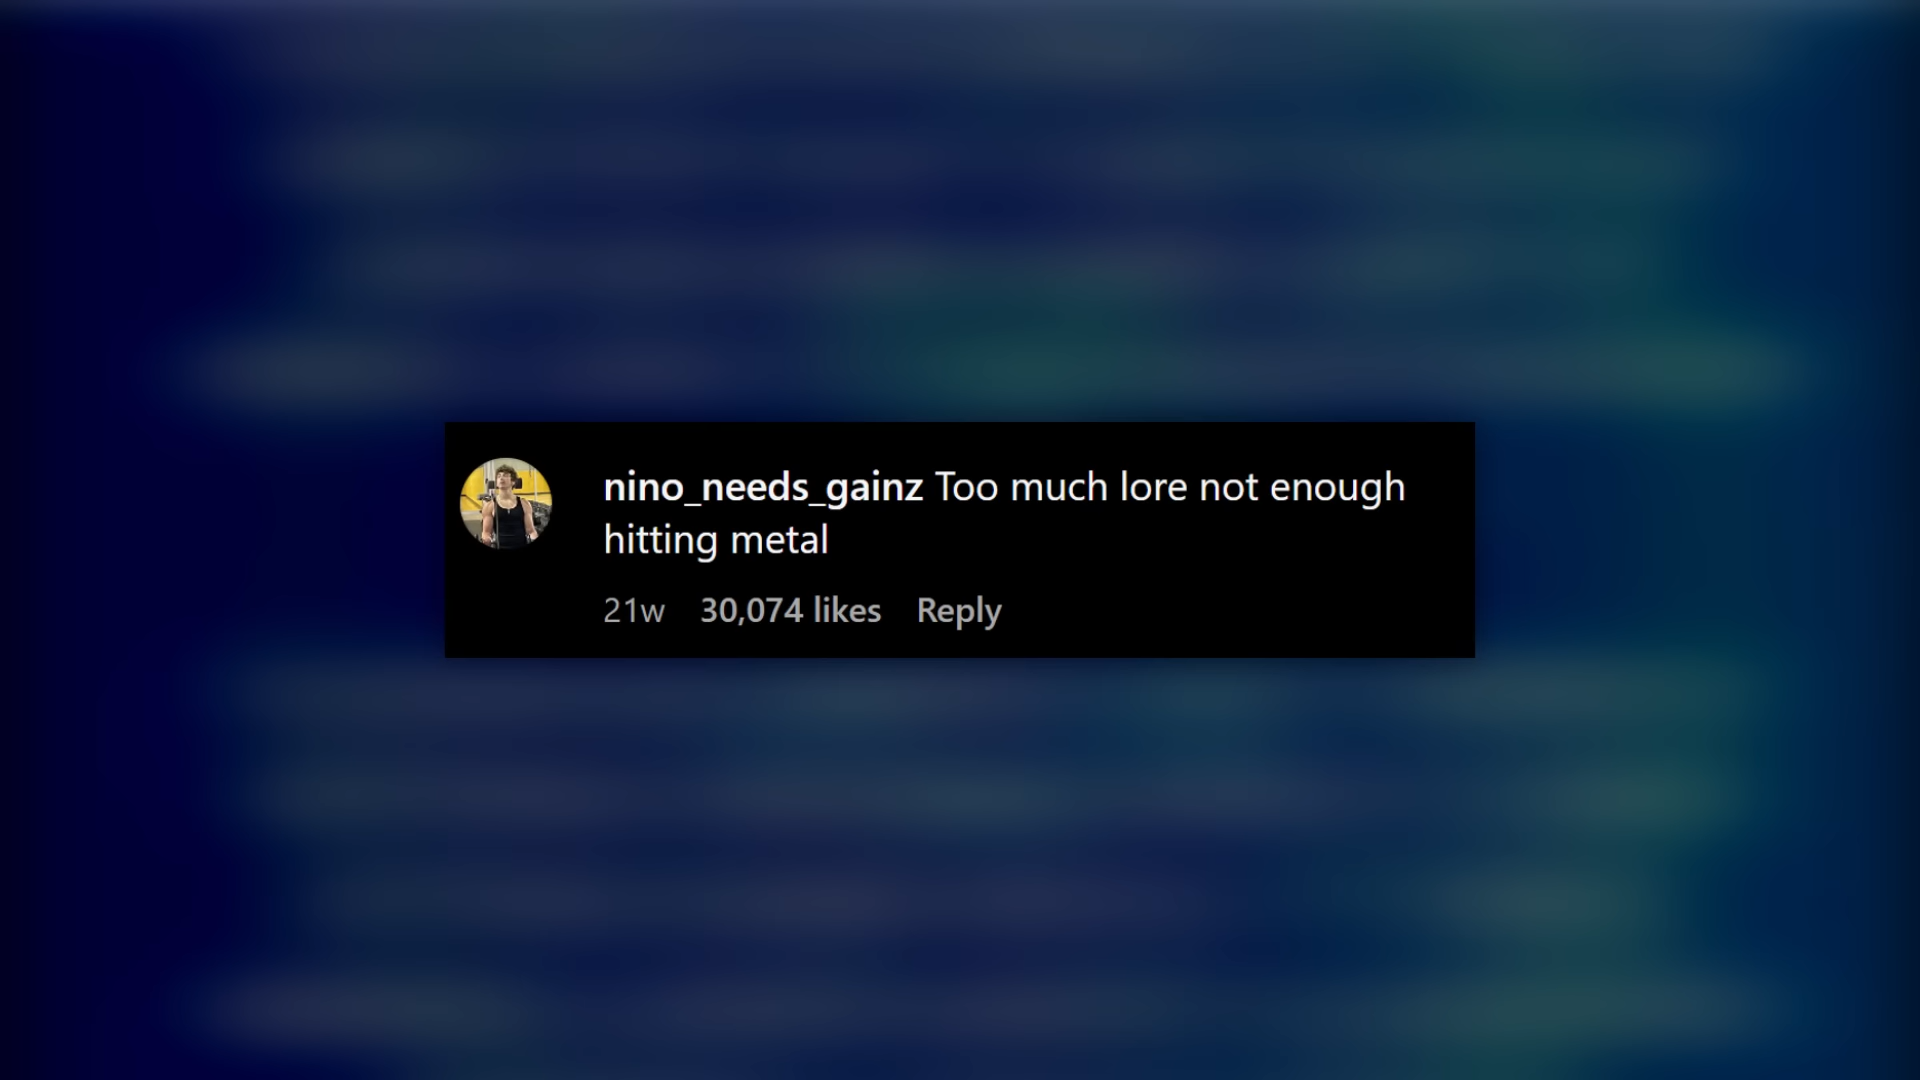 nino_needs_gainz Too much lore not enough
hitting metal
21w 30,074 likes Reply